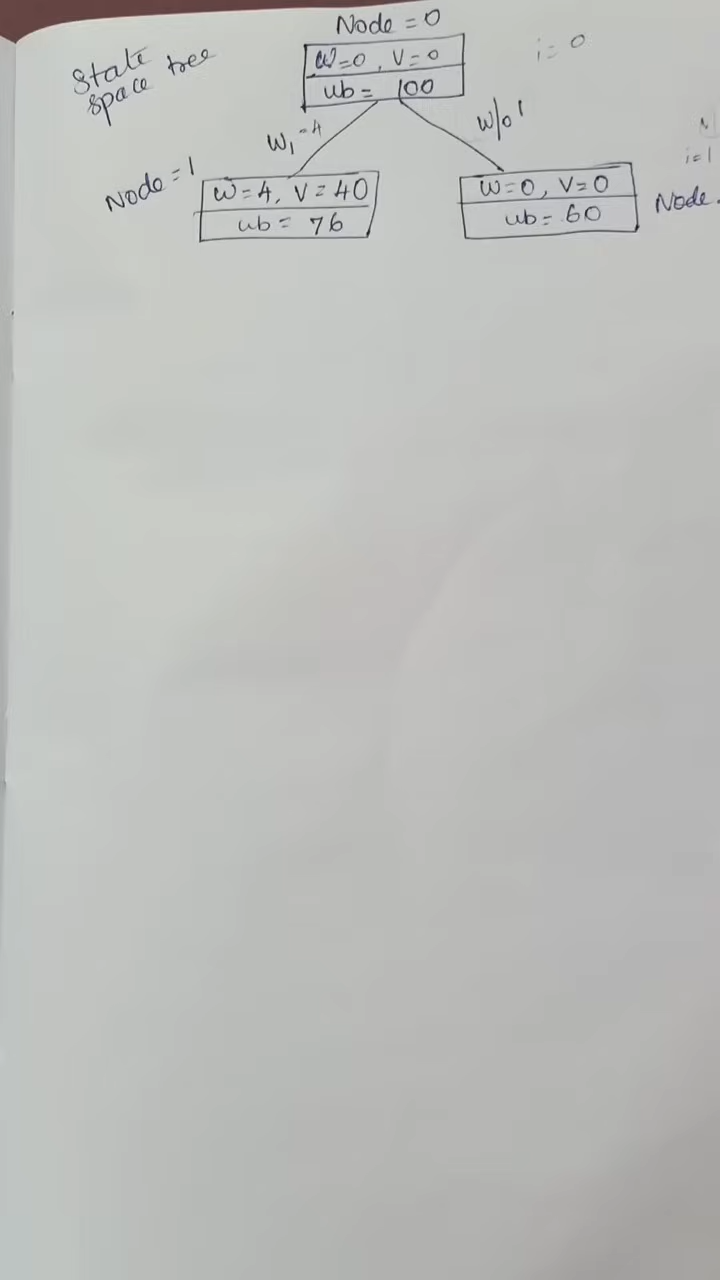 Node = 0
State
space tree
w=0, V=0
i= 0
ub= 100
W₁=4
w/o 1
i=1
Node = 1
w=4, V=40
w=0, V=0
Node
ub= 76
ub= 60